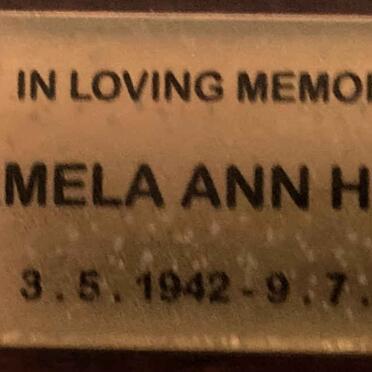 IN LOVING MEMO
MELA ANN H
3.5.1942-9.7.